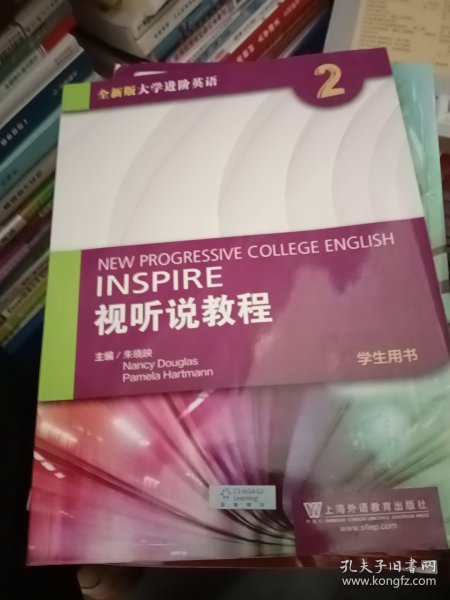 全新版大学进阶英语
2
NEW PROGRESSIVE COLLEGE ENGLISH
INSPIRE
视听说教程
主编/朱晓映
Nancy Douglas
Pamela Hartmann
学生用书
CENGAGE
Learning
上海外语教育出版社
www.sflep.com
孔夫子旧书网
www.kongfz.com